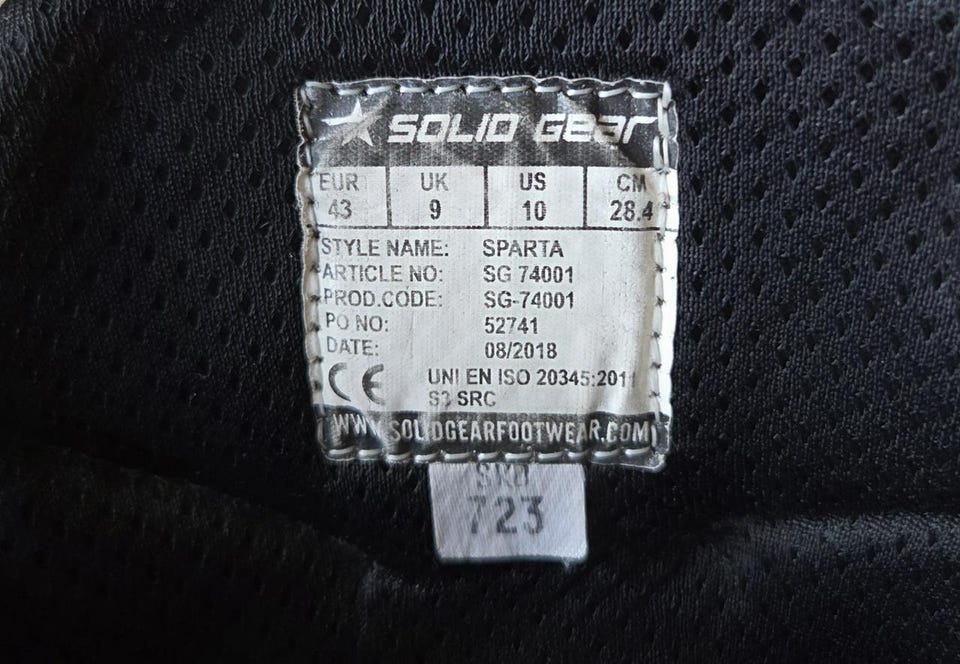 SOLID GEAR
EUR UK US CM
43 9 10 28.4
STYLE NAME: SPARTA
ARTICLE NO: SG 74001
PROD.CODE: SG-74001
PO NO: 52741
DATE: 08/2018
CE UNI EN ISO 20345:2011
S3 SRC
WWW.SOLIDGEARFOOTWEAR.COM
723